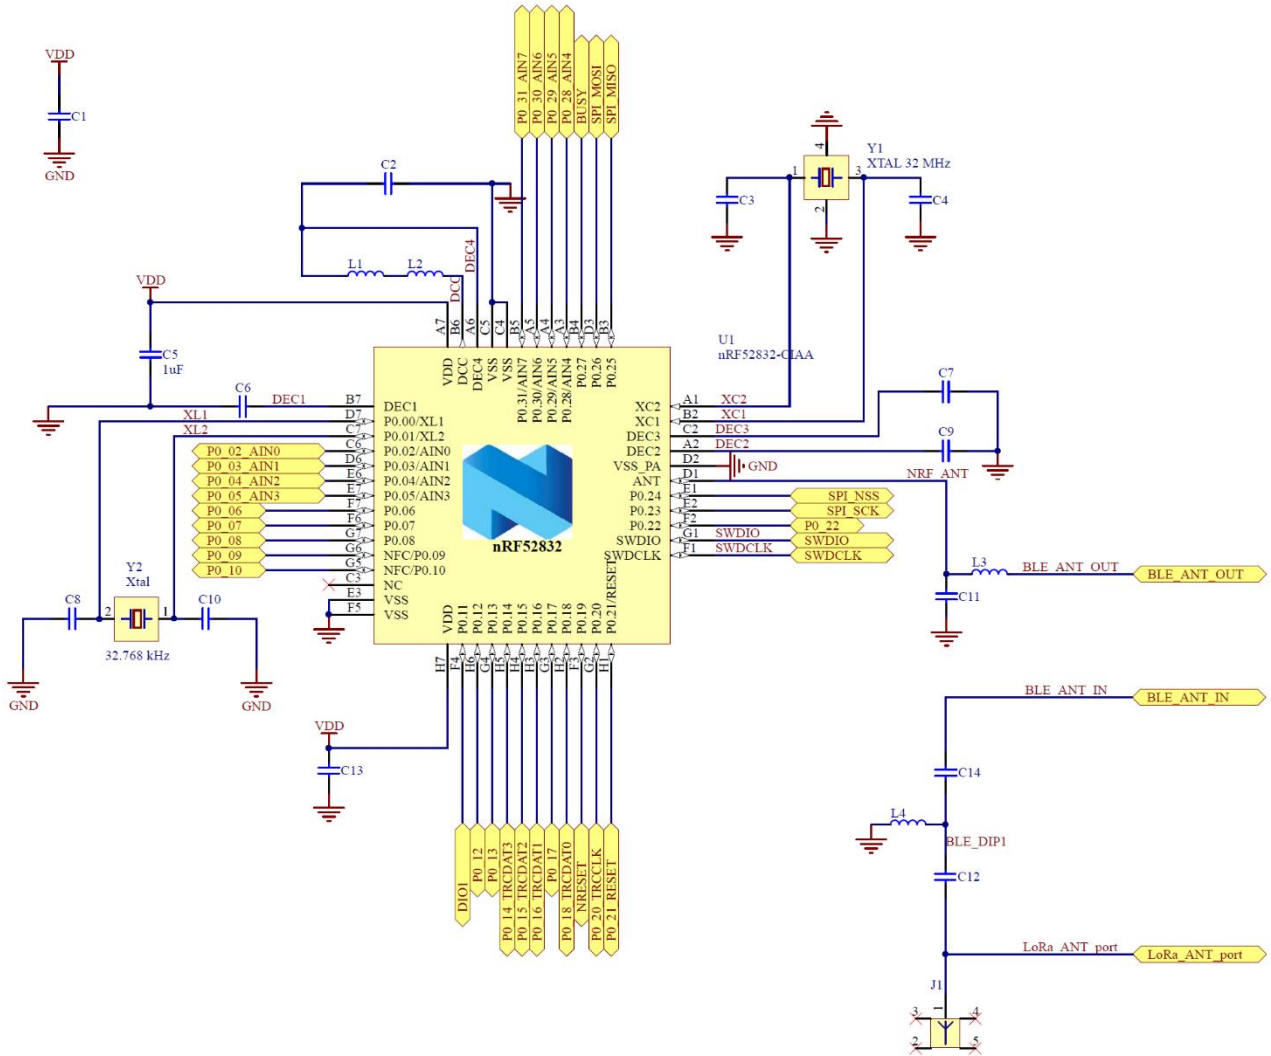 P0_31_AIN7
P0_30_AIN6
P0_29_AIN5
P0_28_AIN4
BUSY
SPI_MOSI
SPI_MISO
VDD
C1
GND
C2
L1 L2
DCC
DEC4
Y1
XTAL 32 MHz
4
1 3
2
C3
C4
VDD
C5
1uF
A7 B6 A6 C5 C4 B5 A5 A4 A3 B4 D3 B3
U1
nRF52832-CIAA
VDD
DCC
DEC4
VSS
VSS
P0.31/AIN7
P0.30/AIN6
P0.29/AIN5
P0.28/AIN4
P0.27
P0.26
P0.25
C6 DEC1 B7 DEC1
XL1 D7 P0.00/XL1
XL2 C7 P0.01/XL2
P0_02_AIN0 C6 P0.02/AIN0
P0_03_AIN1 D6 P0.03/AIN1
P0_04_AIN2 E6 P0.04/AIN2
P0_05_AIN3 E7 P0.05/AIN3
P0_06 F7 P0.06
P0_07 F6 P0.07
P0_08 G7 P0.08
P0_09 G6 NFC/P0.09
P0_10 G5 NFC/P0.10
C3 NC
E3 VSS
F5 VSS
nRF52832
XC2 A1 XC2
XC1 B2 XC1
DEC3 C2 DEC3
DEC2 A2 DEC2
VSS_PA D2 GND
ANT D1 NRF_ANT
P0.24 E1 SPI_NSS
P0.23 E2 SPI_SCK
P0.22 F2 P0_22
SWDIO G1 SWDIO SWDIO
SWDCLK F1 SWDCLK SWDCLK
C7
C9
L3 BLE_ANT_OUT BLE_ANT_OUT
C11
Y2
Xtal
C8 2 1 C10
32.768 kHz
GND
GND
VDD
P0.11
P0.12
P0.13
P0.14
P0.15
P0.16
P0.17
P0.18
P0.19
P0.20
P0.21/RESET
H7 F4 H6 G4 H5 H4 H3 G3 H2 F3 G2 H1
VDD
C13
DIO1
P0_12
P0_13
P0_14_TRCDAT3
P0_15_TRCDAT2
P0_16_TRCDAT1
P0_17
P0_18_TRCDAT0
NRESET
P0_20_TRCCLK
P0_21_RESET
BLE_ANT_IN BLE_ANT_IN
C14
L4
BLE_DIP1
C12
LoRa_ANT_port LoRa_ANT_port
J1
1
3 4
2 5